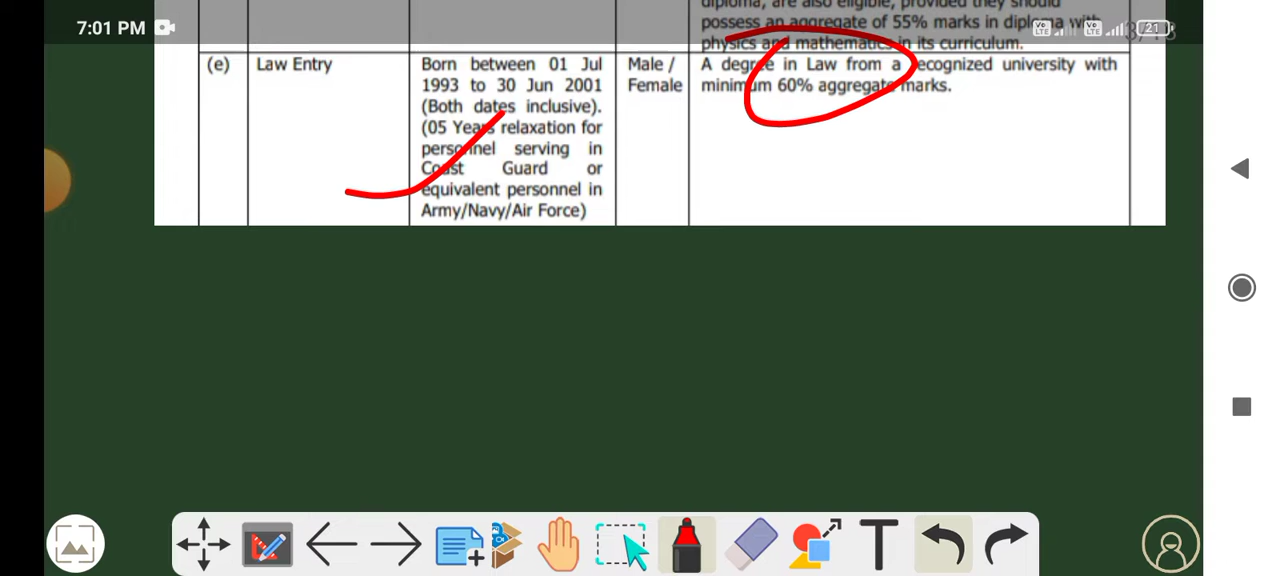 7:01 PM
21
diploma, are also eligible, provided they should
possess an aggregate of 55% marks in diploma with
physics and mathematics in its curriculum.
(e) Law Entry
Born between 01 Jul
1993 to 30 Jun 2001
(Both dates inclusive).
(05 Years relaxation for
personnel serving in
Coast Guard or
equivalent personnel in
Army/Navy/Air Force)
Male /
Female
A degree in Law from a recognized university with
minimum 60% aggregate marks.
T